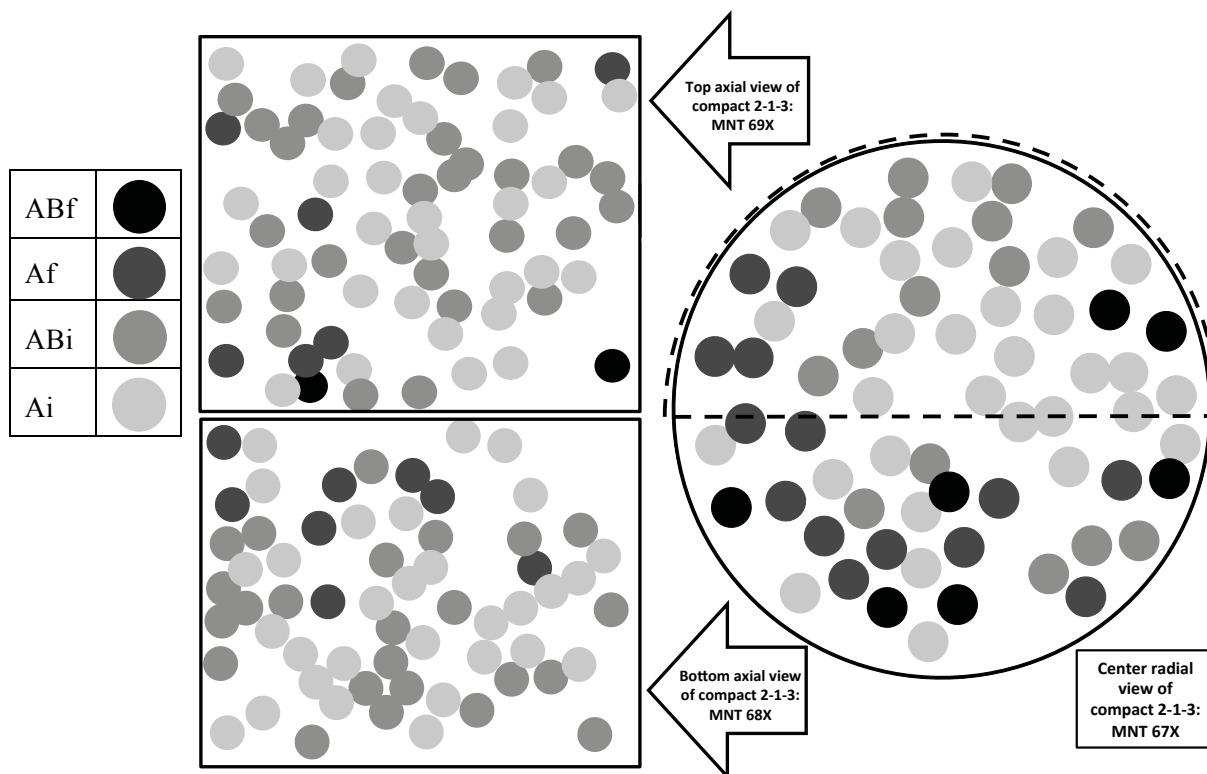 ABf
Af
ABi
Ai
Top axial view of
compact 2-1-3:
MNT 69X
Bottom axial view
of compact 2-1-3:
MNT 68X
Center radial
view of
compact 2-1-3:
MNT 67X